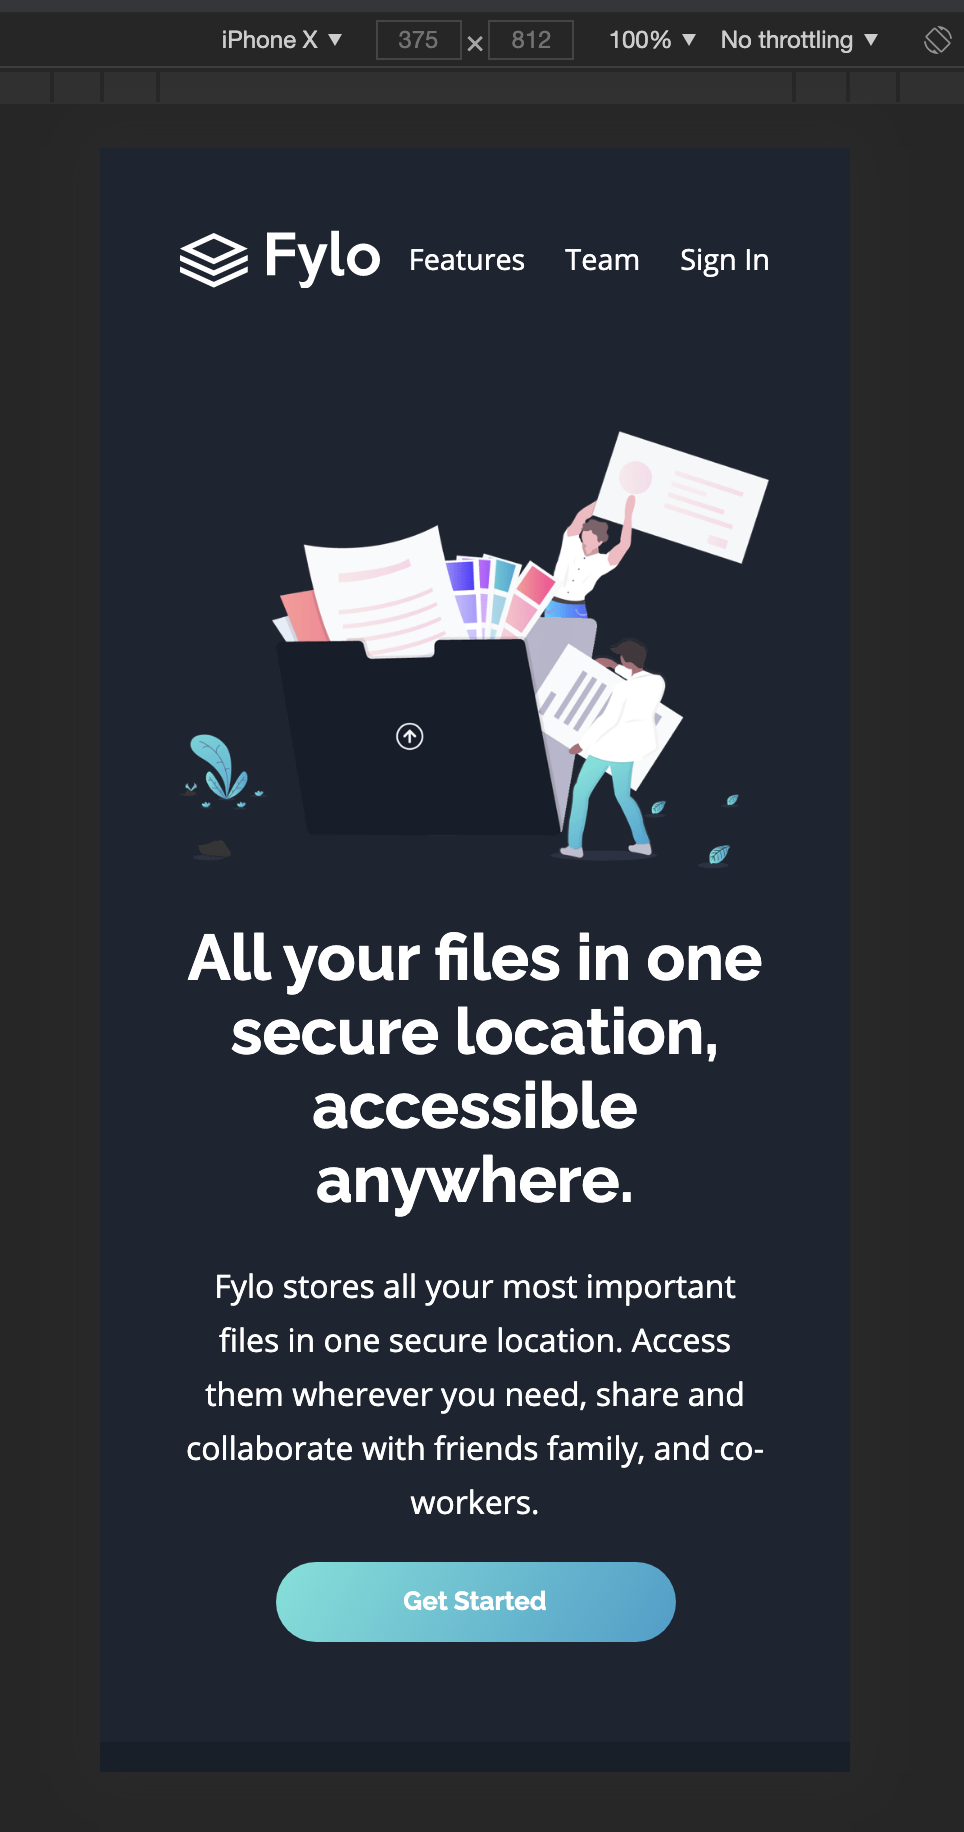 iPhone X ▼ 375 × 812 100% ▼ No throttling ▼
Fylo Features Team Sign In
All your files in one
secure location,
accessible
anywhere.
Fylo stores all your most important
files in one secure location. Access
them wherever you need, share and
collaborate with friends family, and co-
workers.
Get Started